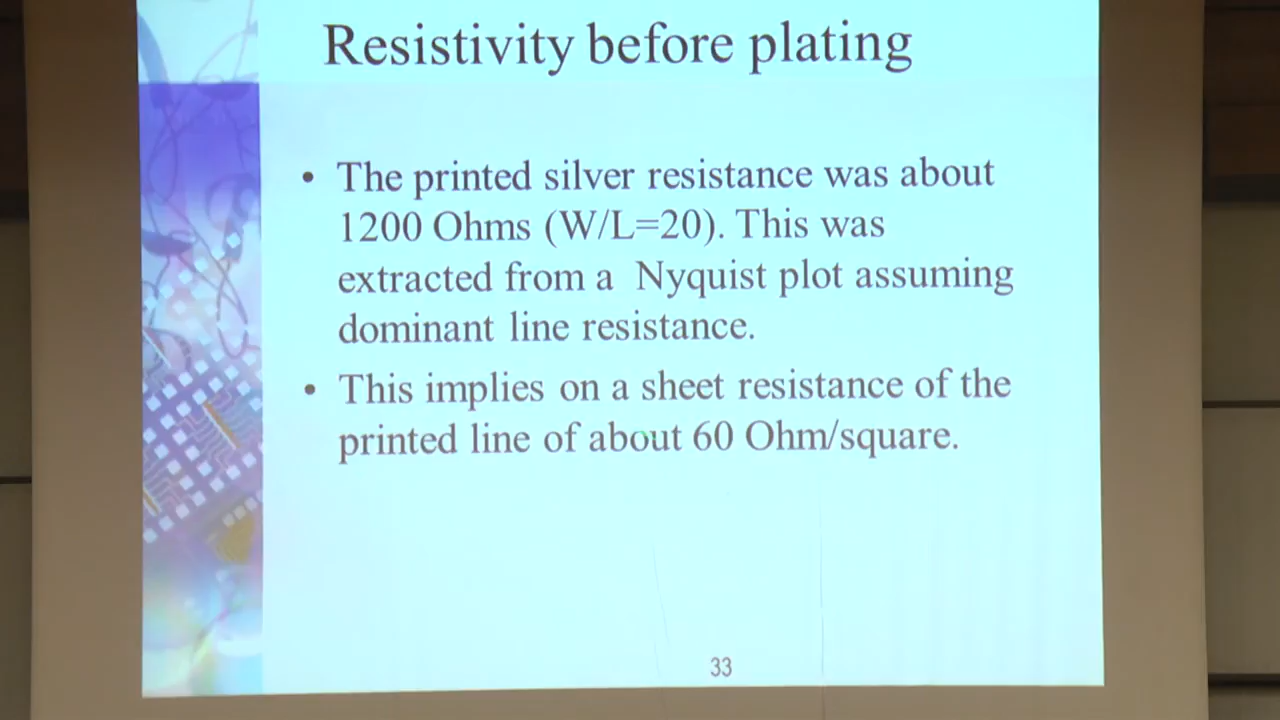 Resistivity before plating
• The printed silver resistance was about
1200 Ohms (W/L=20). This was
extracted from a Nyquist plot assuming
dominant line resistance.
• This implies on a sheet resistance of the
printed line of about 60 Ohm/square.
33